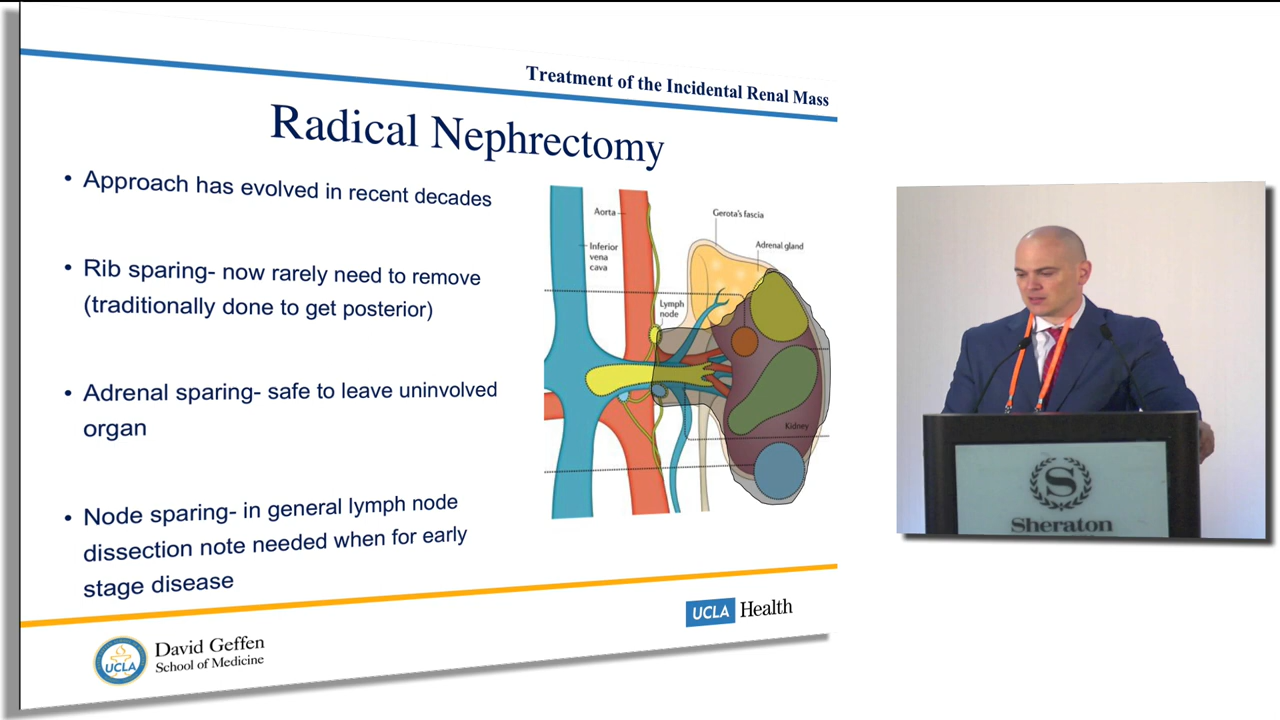 Treatment of the Incidental Renal Mass
Radical Nephrectomy
• Approach has evolved in recent decades
• Rib sparing- now rarely need to remove
(traditionally done to get posterior)
• Adrenal sparing- safe to leave uninvolved
organ
• Node sparing- in general lymph node
dissection note needed when for early
stage disease
Aorta
Inferior
vena
cava
Gerota's fascia
Adrenal gland
Lymph
node
Kidney
UCLA Health
UCLA
David Geffen
School of Medicine
S
Sheraton